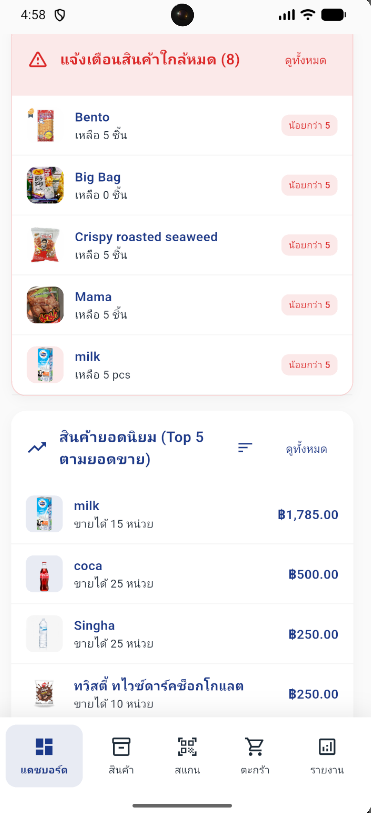 4:58
แจ้งเตือนสินค้าใกล้หมด (8)
ดูทั้งหมด
Bento
เหลือ 5 ชิ้น
น้อยกว่า 5
Big Bag
เหลือ 0 ชิ้น
น้อยกว่า 5
Crispy roasted seaweed
เหลือ 5 ชิ้น
น้อยกว่า 5
Mama
เหลือ 5 ชิ้น
น้อยกว่า 5
milk
เหลือ 5 pcs
น้อยกว่า 5
สินค้ายอดนิยม (Top 5
ตามยอดขาย)
ดูทั้งหมด
milk
ขายได้ 15 หน่วย
฿1,785.00
coca
ขายได้ 25 หน่วย
฿500.00
Singha
ขายได้ 25 หน่วย
฿250.00
ทวิสตี้ ทไวซ์ดาร์คช็อกโกแลต
ขายได้ 10 หน่วย
฿250.00
แดชบอร์ด
สินค้า
สแกน
ตะกร้า
รายงาน